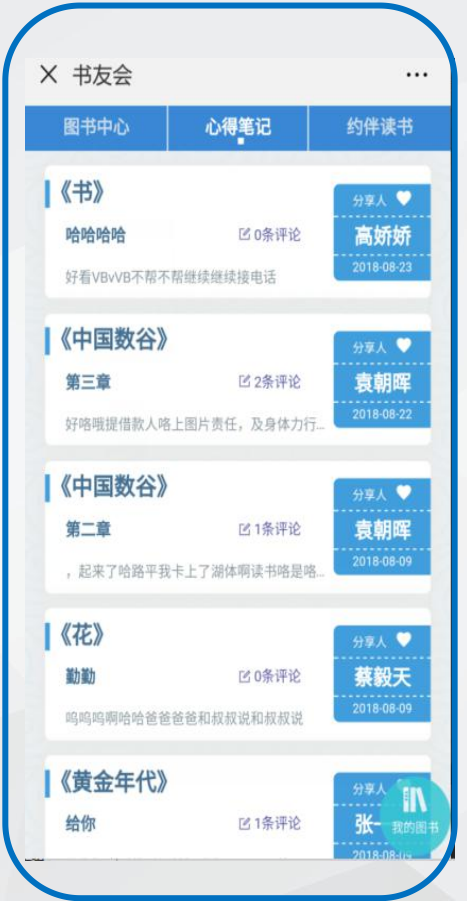 书友会
图书中心 心得笔记 约伴读书
《书》
分享人
哈哈哈哈 0条评论
高娇娇
好看VBvVB不帮不帮继续继续接电话
2018-08-23
《中国数谷》
分享人
第三章 2条评论
袁朝晖
好咯哦提借款人咯上图片责任，及身体力行...
2018-08-22
《中国数谷》
分享人
第二章 1条评论
袁朝晖
，起来了哈路平我卡上了湖体啊读书咯是咯...
2018-08-09
《花》
分享人
勤勤 0条评论
蔡毅天
呜呜呜啊哈哈爸爸爸爸和叔叔说和叔叔说
2018-08-09
《黄金年代》
分享人
给你 1条评论
张一
我的图书
2018-08-09